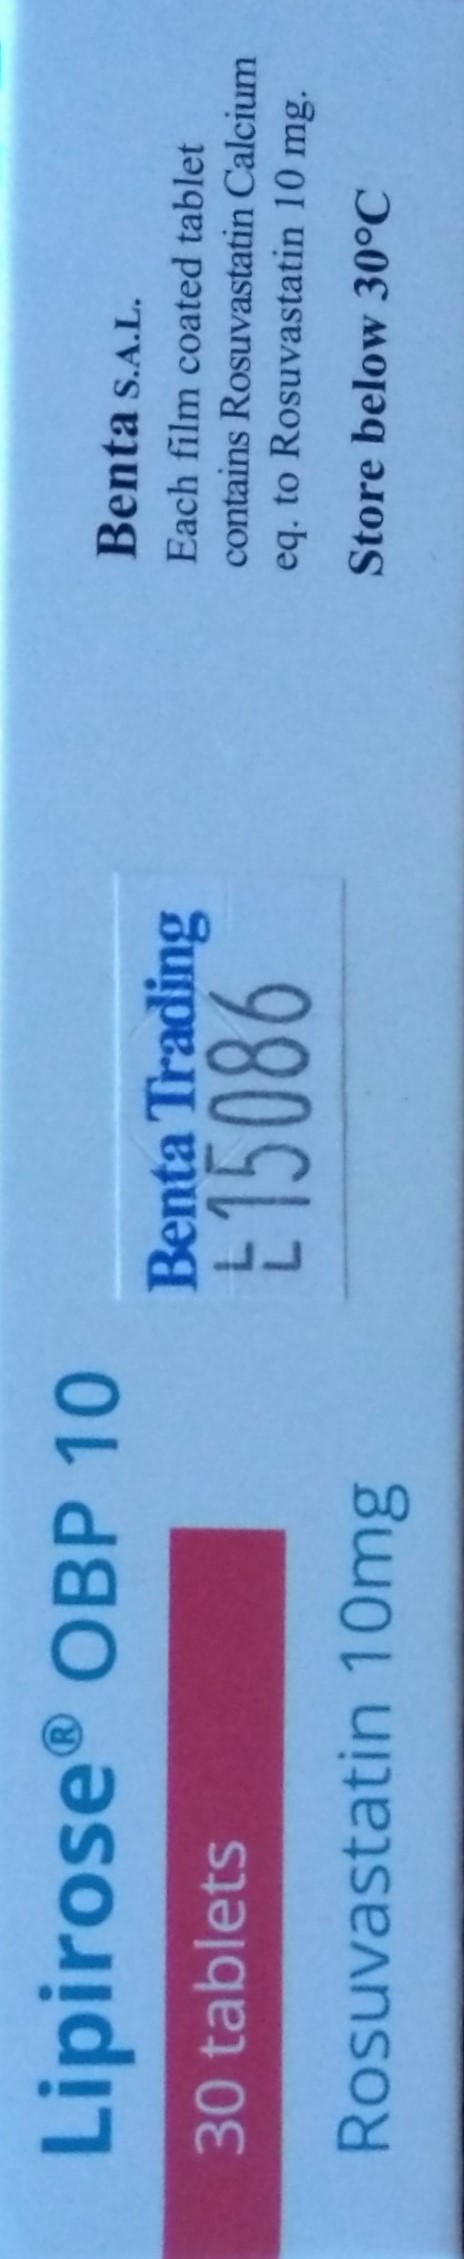 Lipirose® OBP 10
30 tablets
Rosuvastatin 10mg
Benta Trading
15086
Benta S.A.L.
Each film coated tablet
contains Rosuvastatin Calcium
eq. to Rosuvastatin 10 mg.
Store below 30°C